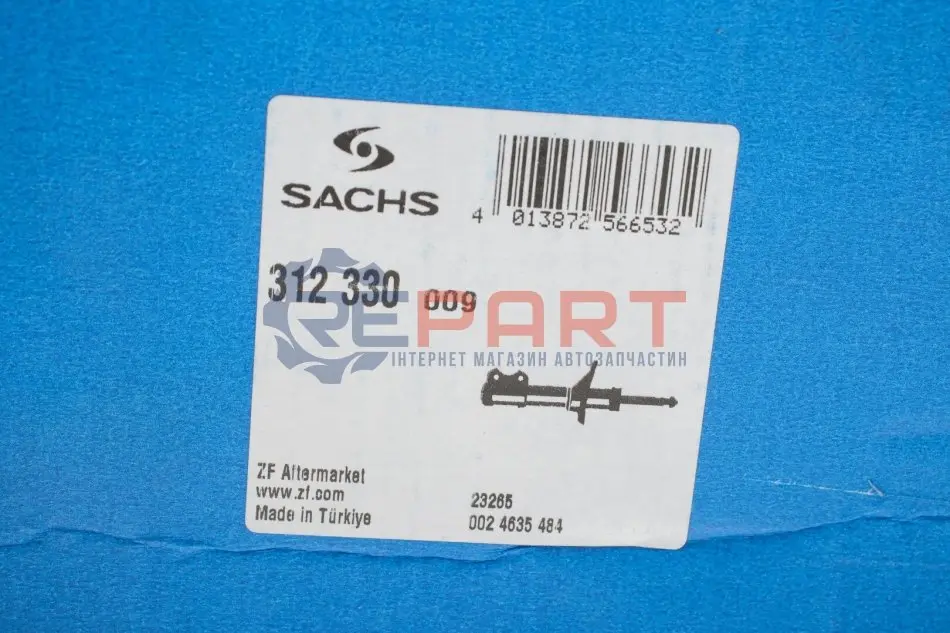 SACHS
4 013872 566532
312 330 009
REPART
ІНТЕРНЕТ МАГАЗИН АВТОЗАПЧАСТИН
ZF Aftermarket
www.zf.com
Made in Türkiye
23265
002 4635 484